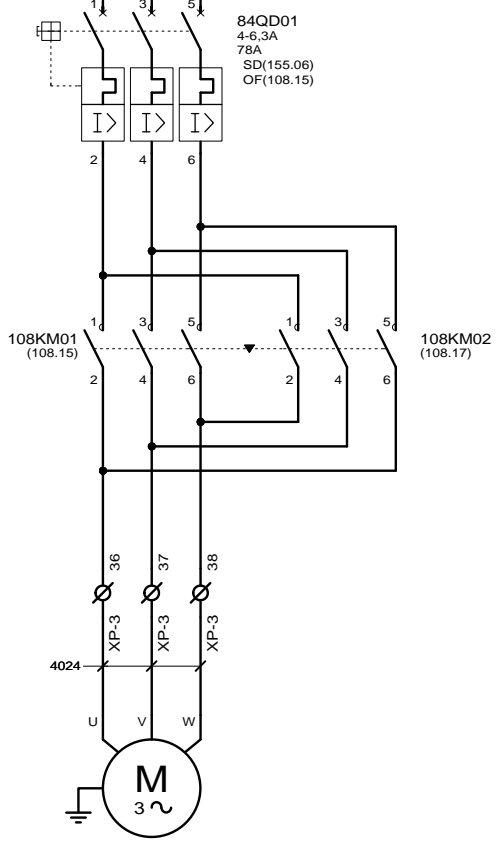 1 3 5
84QD01
4-6,3A
78A
SD(155.06)
OF(108.15)
I> I> I>
2 4 6
1 3 5 1 3 5
108KM01
(108.15)
108KM02
(108.17)
2 4 6 2 4 6
36 37 38
XP-3 XP-3 XP-3
4024
U V W
M
3